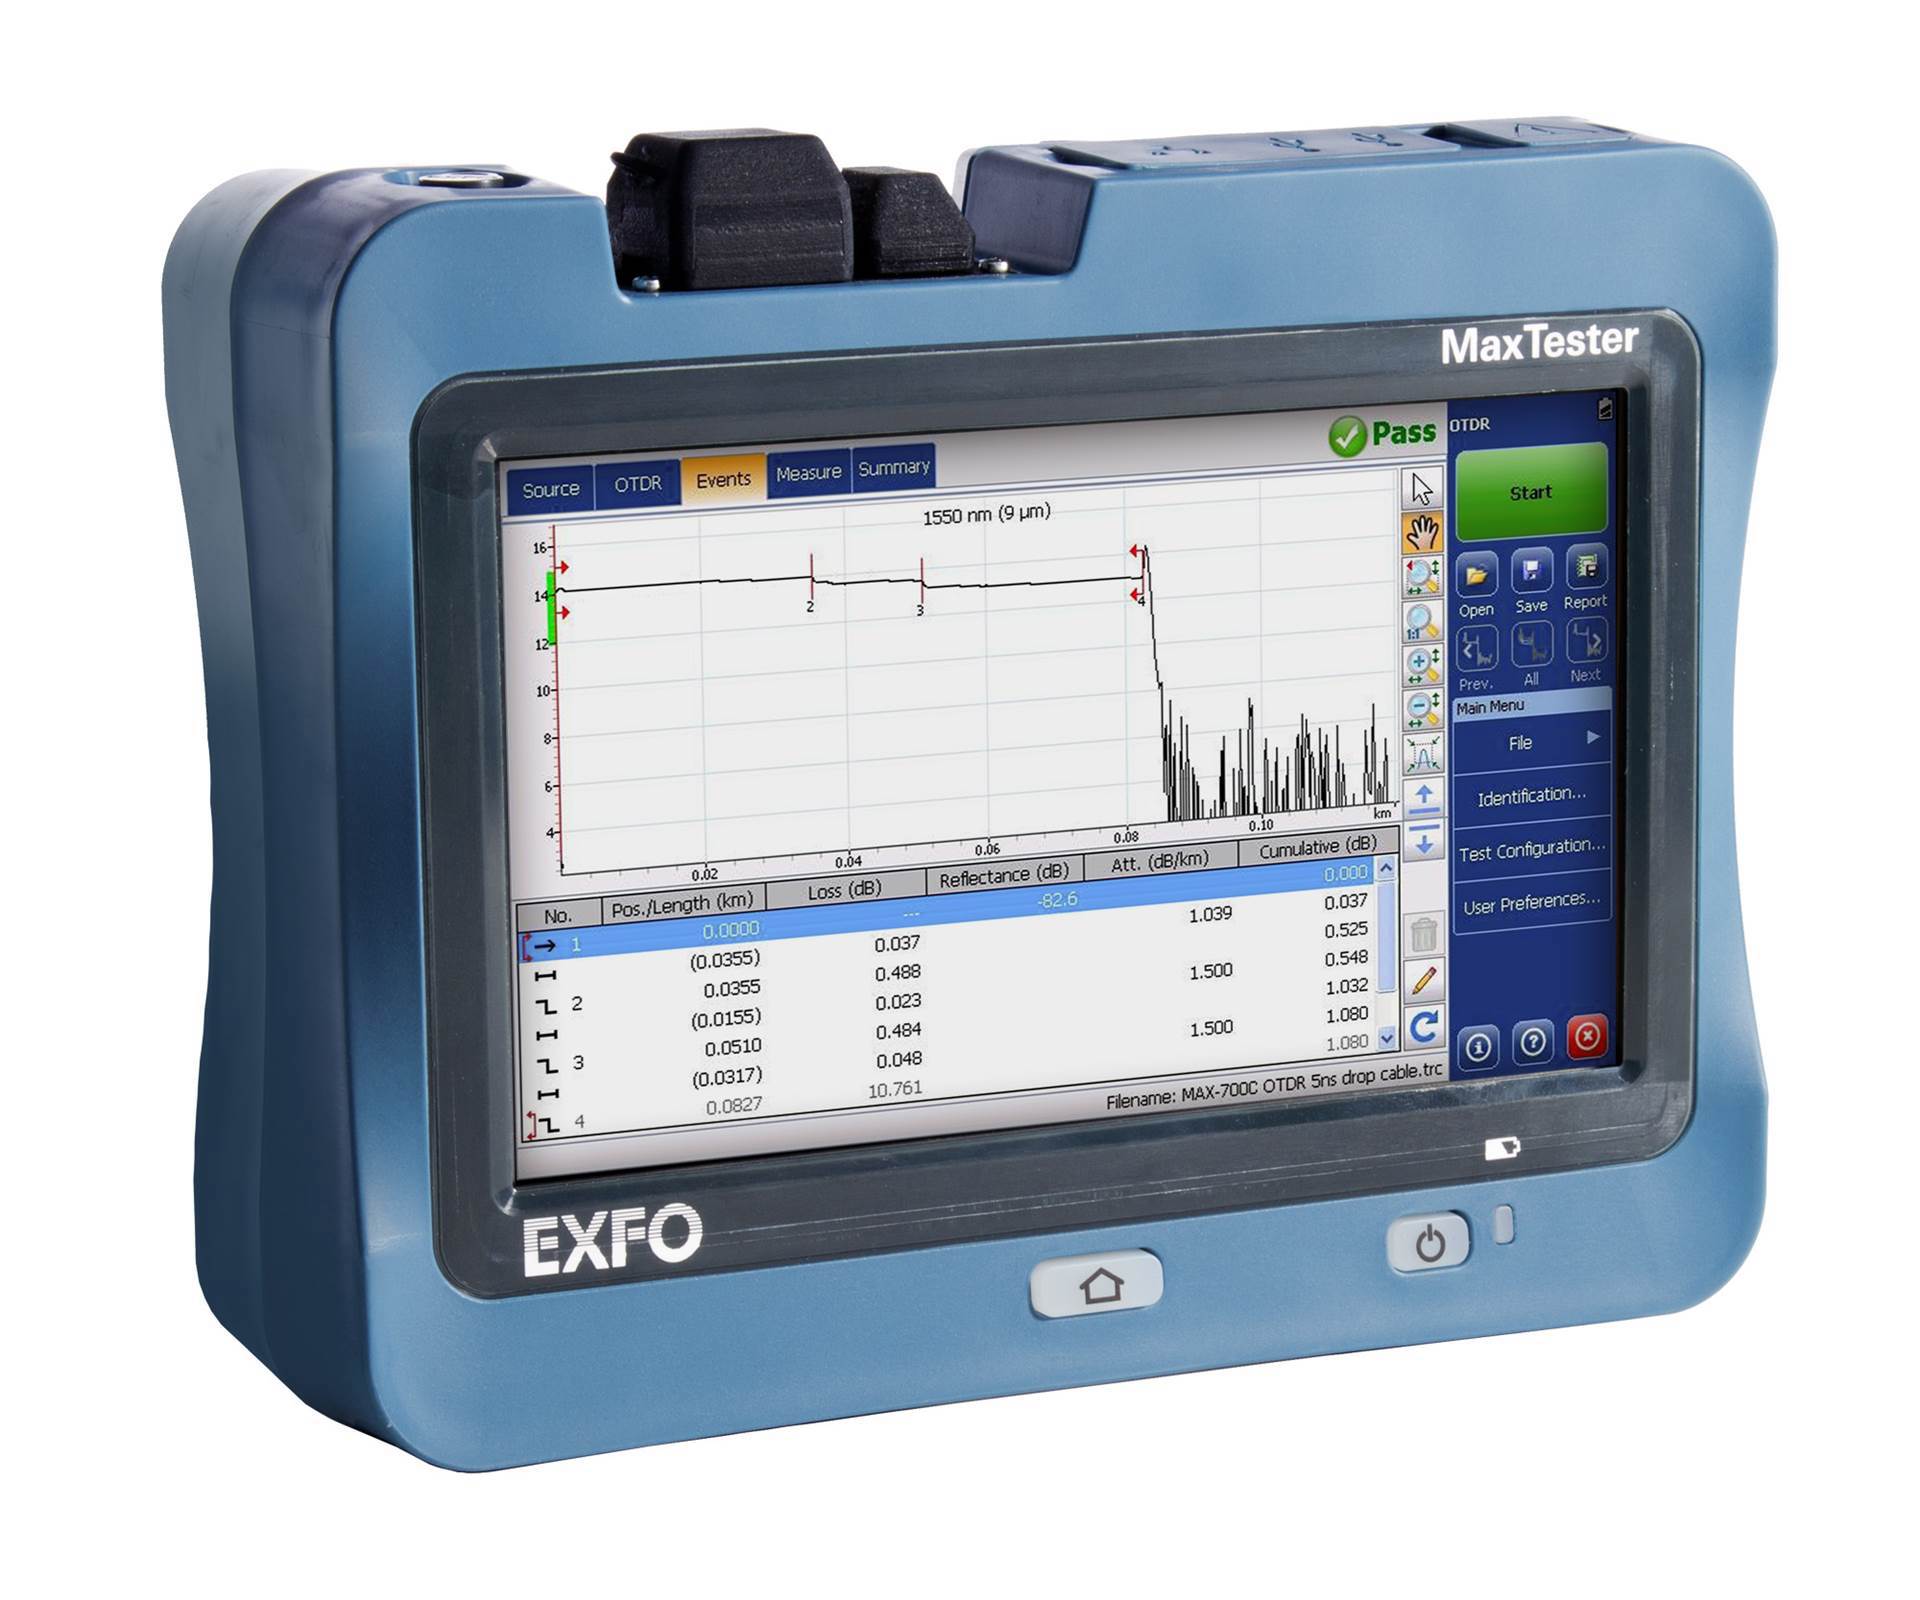 MaxTester
Pass
OTDR
Source OTDR Events Measure Summary
Start
1550 nm (9 µm)
16
14
12
10
8
6
4
2
3
4
0.02 0.04 0.06 0.08 0.10 km
1:1
Open Save Report
Prev. All Next
Main Menu
File
Identification...
Test Configuration...
User Preferences...
No. Pos./Length (km) Loss (dB) Reflectance (dB) Att. (dB/km) Cumulative (dB)
1 0.0000 --- -82.6 0.000
(0.0355) 0.037 1.039 0.037
2 0.0355 0.488 0.525
(0.0155) 0.023 1.500 0.548
3 0.0510 0.484 1.032
(0.0317) 0.048 1.500 1.080
4 0.0827 10.761 1.080
Filename: MAX-700C OTDR 5ns drop cable.trc
EXFO